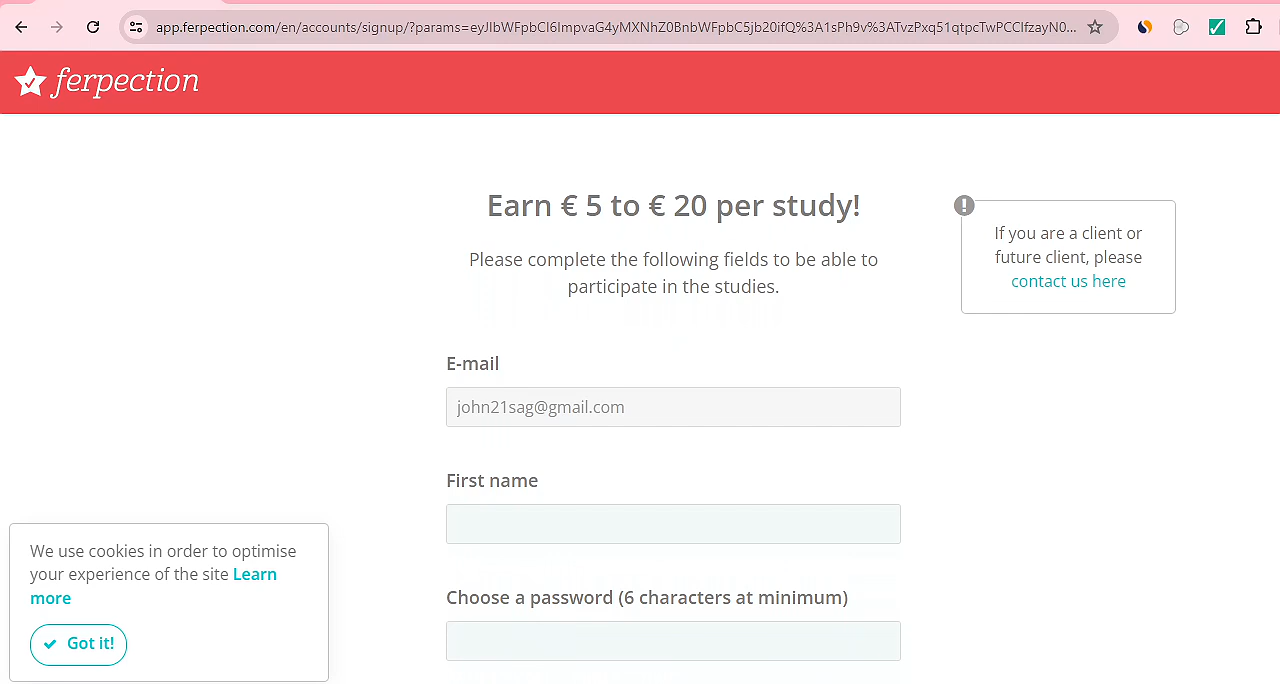 app.ferpection.com/en/accounts/signup/?params=eyJlbWFpbCI6ImpvaG4yMXNhZ0BnbWFpbC5jb20ifQ%3A1sPh9v%3ATvzPxq51qtpcTwPCClfzayN0...
ferpection
Earn € 5 to € 20 per study!
Please complete the following fields to be able to
participate in the studies.
If you are a client or
future client, please
contact us here
E-mail
john21sag@gmail.com
First name
Choose a password (6 characters at minimum)
We use cookies in order to optimise
your experience of the site Learn
more
Got it!